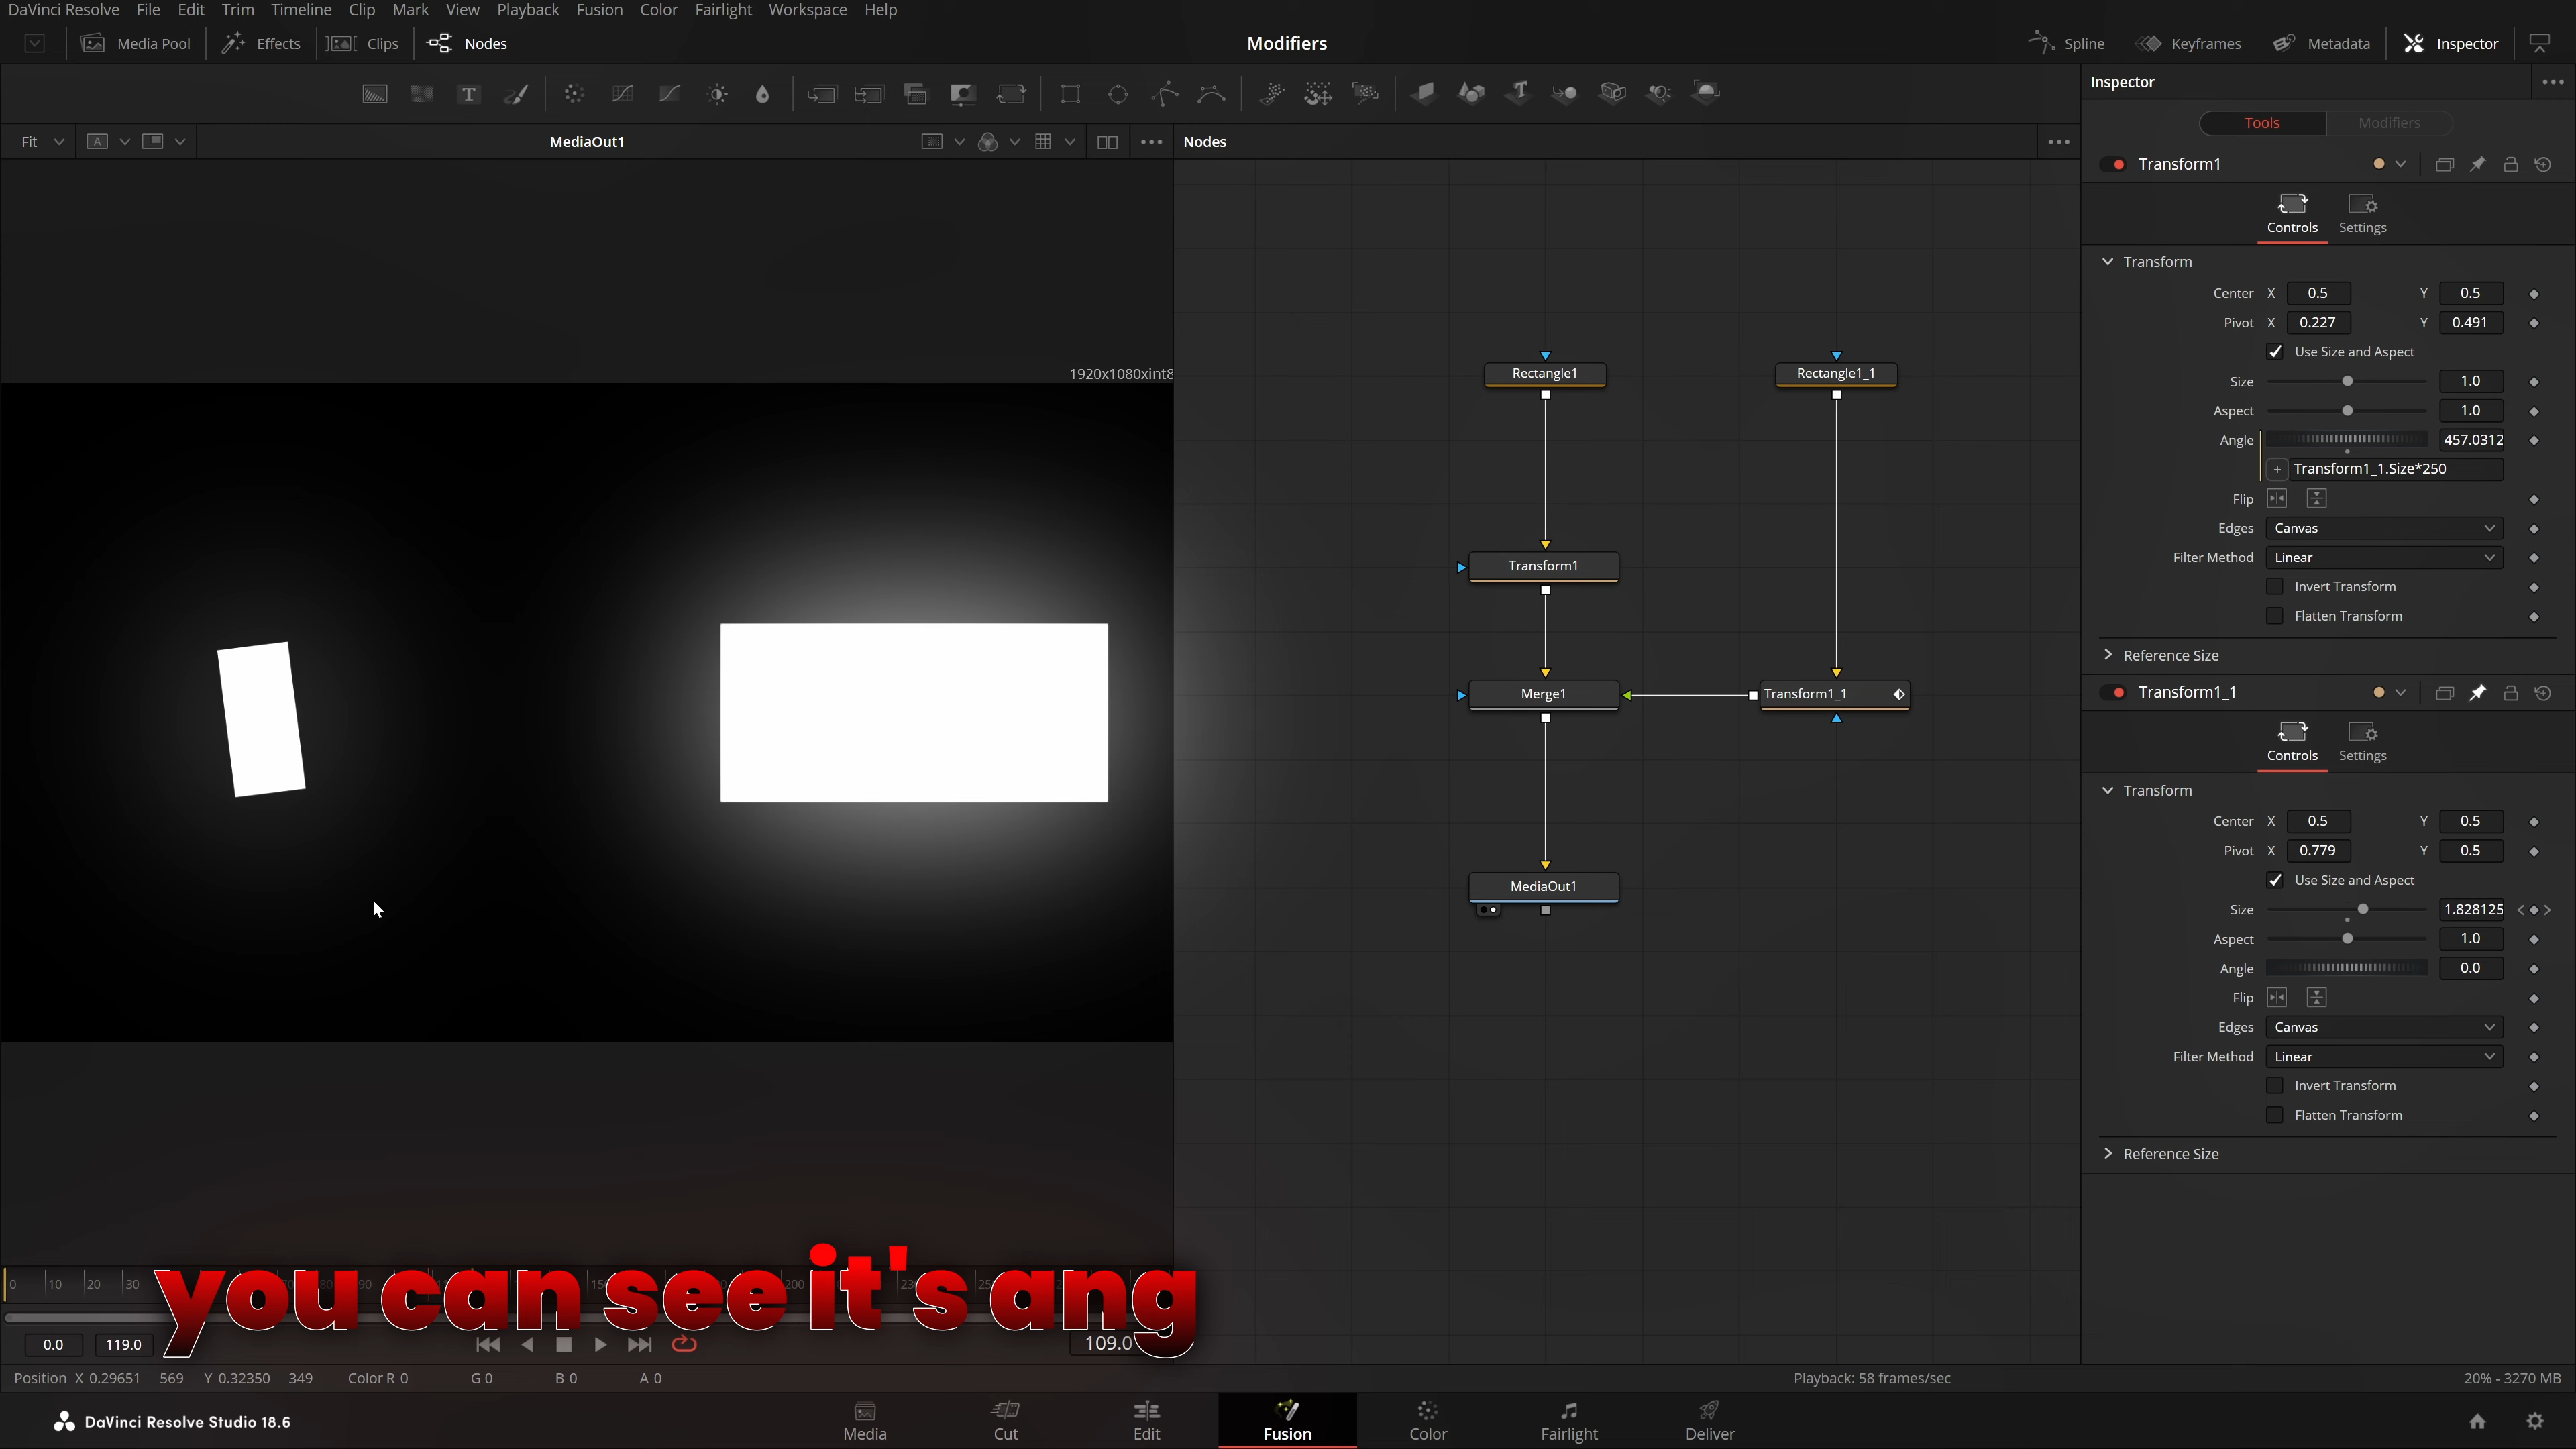 DaVinci Resolve File Edit Trim Timeline Clip Mark View Playback Fusion Color Fairlight Workspace Help
Media Pool Effects Clips Nodes Modifiers Spline Keyframes Metadata Inspector
Inspector
Tools Modifiers
Fit A MediaOut1 Nodes
Transform1
Controls Settings
Transform
Center X 0.5 Y 0.5
Pivot X 0.227 Y 0.491
Use Size and Aspect
Size 1.0
Aspect 1.0
Angle 457.0312
+ Transform1_1.Size*250
Flip
Edges Canvas
Filter Method Linear
Invert Transform
Flatten Transform
Reference Size
Transform1_1
Controls Settings
Transform
Center X 0.5 Y 0.5
Pivot X 0.779 Y 0.5
Use Size and Aspect
Size 1.828125
Aspect 1.0
Angle 0.0
Flip
Edges Canvas
Filter Method Linear
Invert Transform
Flatten Transform
Reference Size
1920x1080xint8
Rectangle1 Rectangle1_1
Transform1
Merge1 Transform1_1
MediaOut1
0 10 20 30 90 200
you can see it's ang
0.0 119.0 109.0
Position X 0.29651 569 Y 0.32350 349 Color R 0 G 0 B 0 A 0 Playback: 58 frames/sec 20% - 3270 MB
DaVinci Resolve Studio 18.6 Media Cut Edit Fusion Color Fairlight Deliver